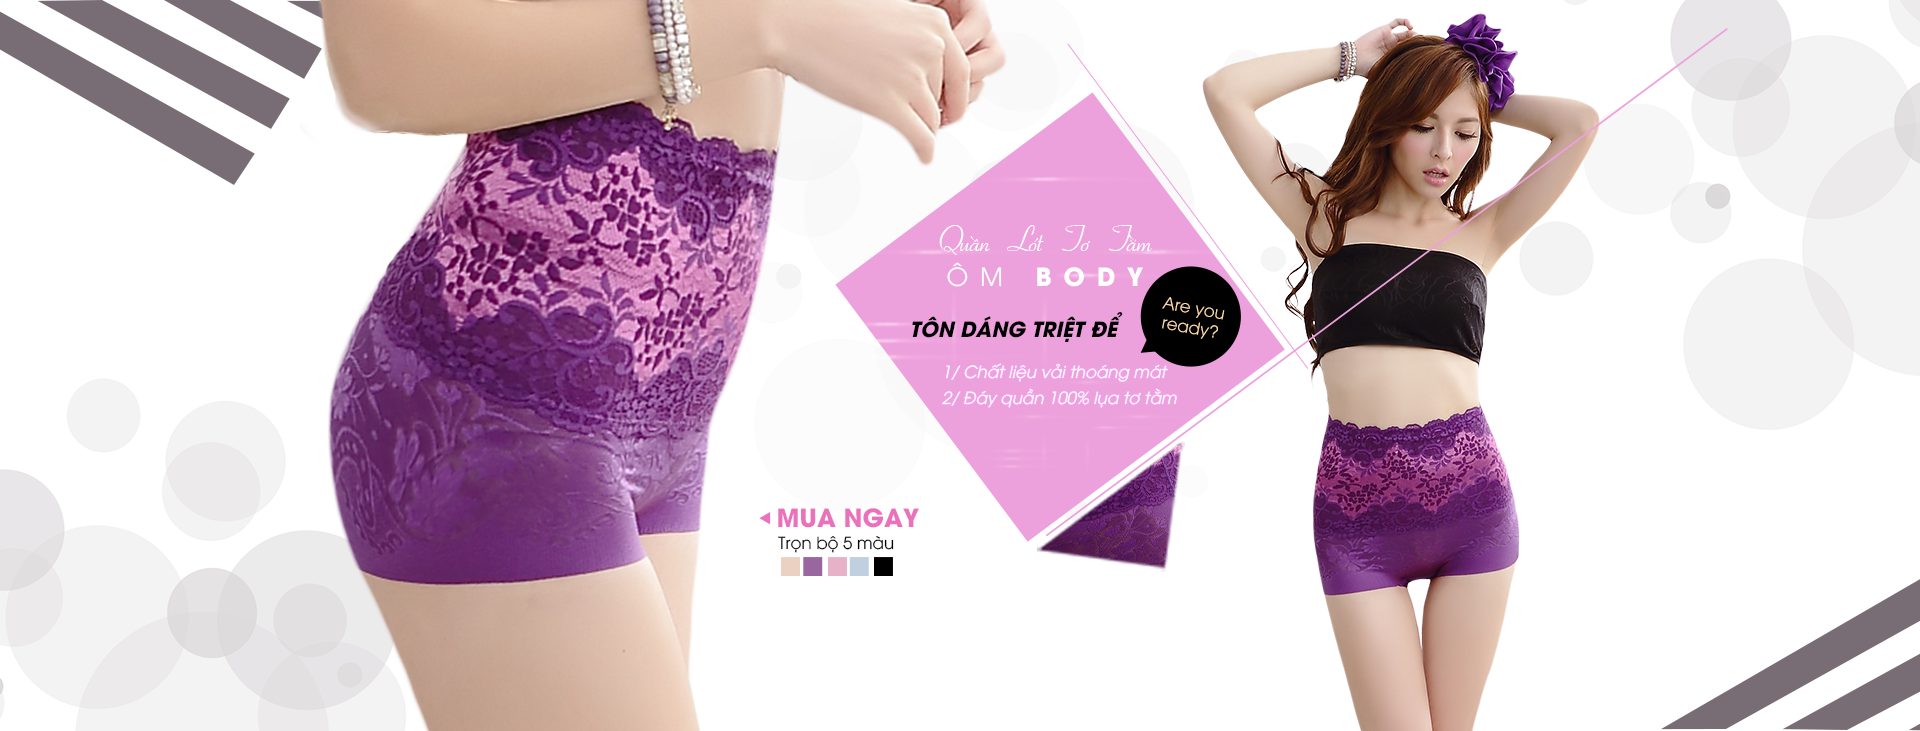 Quần Lót Tơ Tằm
ÔM BODY
TÔN DÁNG TRIỆT ĐỂ
Are you
ready?
1/ Chất liệu vải thoáng mát
2/ Đáy quần 100% lụa tơ tằm
MUA NGAY
Trọn bộ 5 màu